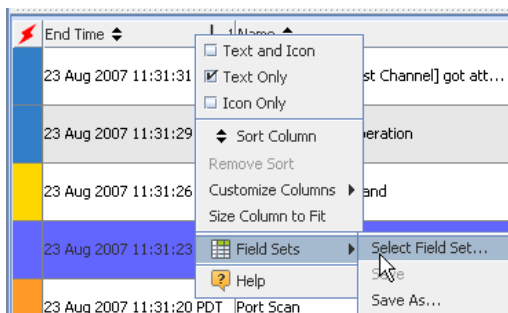 End Time 1 Name
Text and Icon
23 Aug 2007 11:31:31 Text Only st Channel] got att...
Icon Only
23 Aug 2007 11:31:29 Sort Column eration
Remove Sort
23 Aug 2007 11:31:26 Customize Columns and
Size Column to Fit
23 Aug 2007 11:31:23 Field Sets Select Field Set...
Help Save
23 Aug 2007 11:31:20 PDT Port Scan Save As...